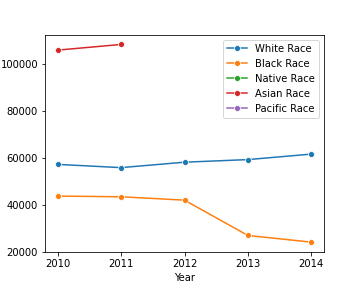 White Race
Black Race
Native Race
Asian Race
Pacific Race
100000
80000
60000
40000
20000
2010 2011 2012 2013 2014
Year